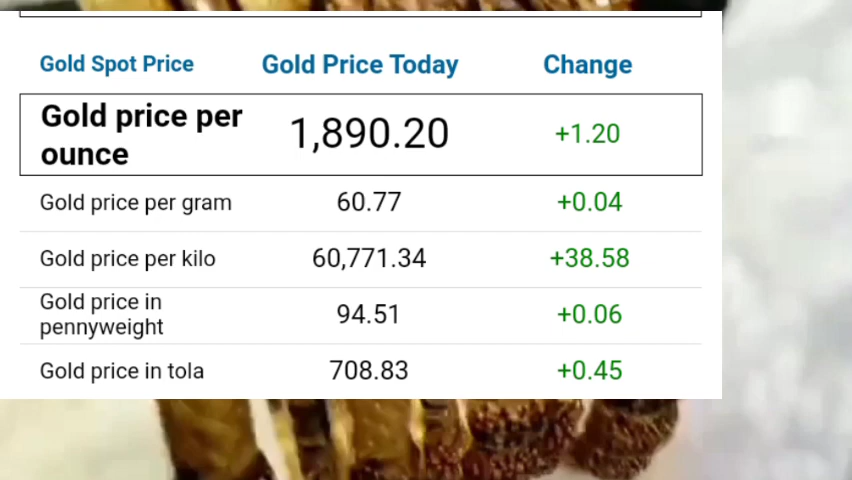 Gold Spot Price Gold Price Today Change
Gold price per
ounce 1,890.20 +1.20
Gold price per gram 60.77 +0.04
Gold price per kilo 60,771.34 +38.58
Gold price in
pennyweight 94.51 +0.06
Gold price in tola 708.83 +0.45